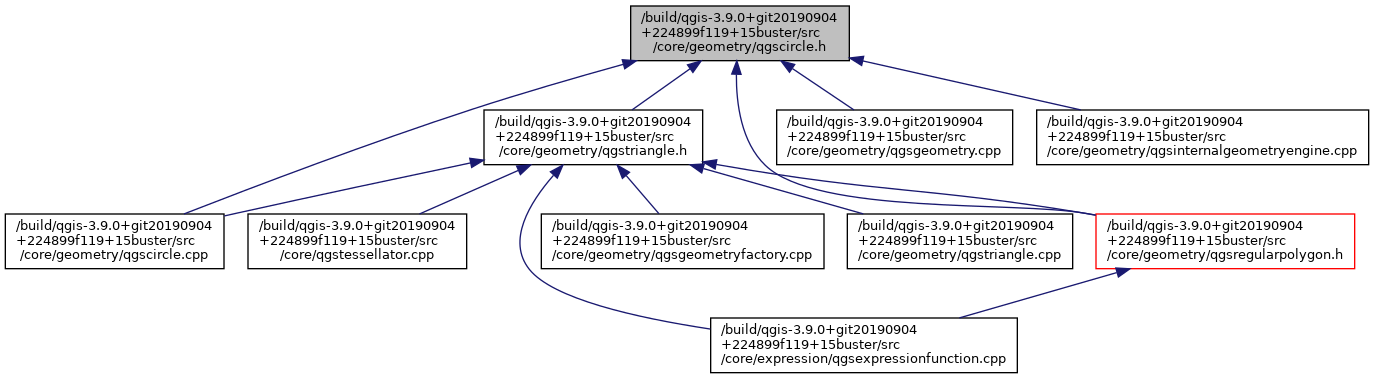 /build/qgis-3.9.0+git20190904
+224899f119+15buster/src
/core/geometry/qgscircle.h
/build/qgis-3.9.0+git20190904
+224899f119+15buster/src
/core/geometry/qgstriangle.h
/build/qgis-3.9.0+git20190904
+224899f119+15buster/src
/core/geometry/qgsgeometry.cpp
/build/qgis-3.9.0+git20190904
+224899f119+15buster/src
/core/geometry/qgsinternalgeometryengine.cpp
/build/qgis-3.9.0+git20190904
+224899f119+15buster/src
/core/geometry/qgscircle.cpp
/build/qgis-3.9.0+git20190904
+224899f119+15buster/src
/core/qgstessellator.cpp
/build/qgis-3.9.0+git20190904
+224899f119+15buster/src
/core/geometry/qgsgeometryfactory.cpp
/build/qgis-3.9.0+git20190904
+224899f119+15buster/src
/core/geometry/qgstriangle.cpp
/build/qgis-3.9.0+git20190904
+224899f119+15buster/src
/core/geometry/qgsregularpolygon.h
/build/qgis-3.9.0+git20190904
+224899f119+15buster/src
/core/expression/qgsexpressionfunction.cpp